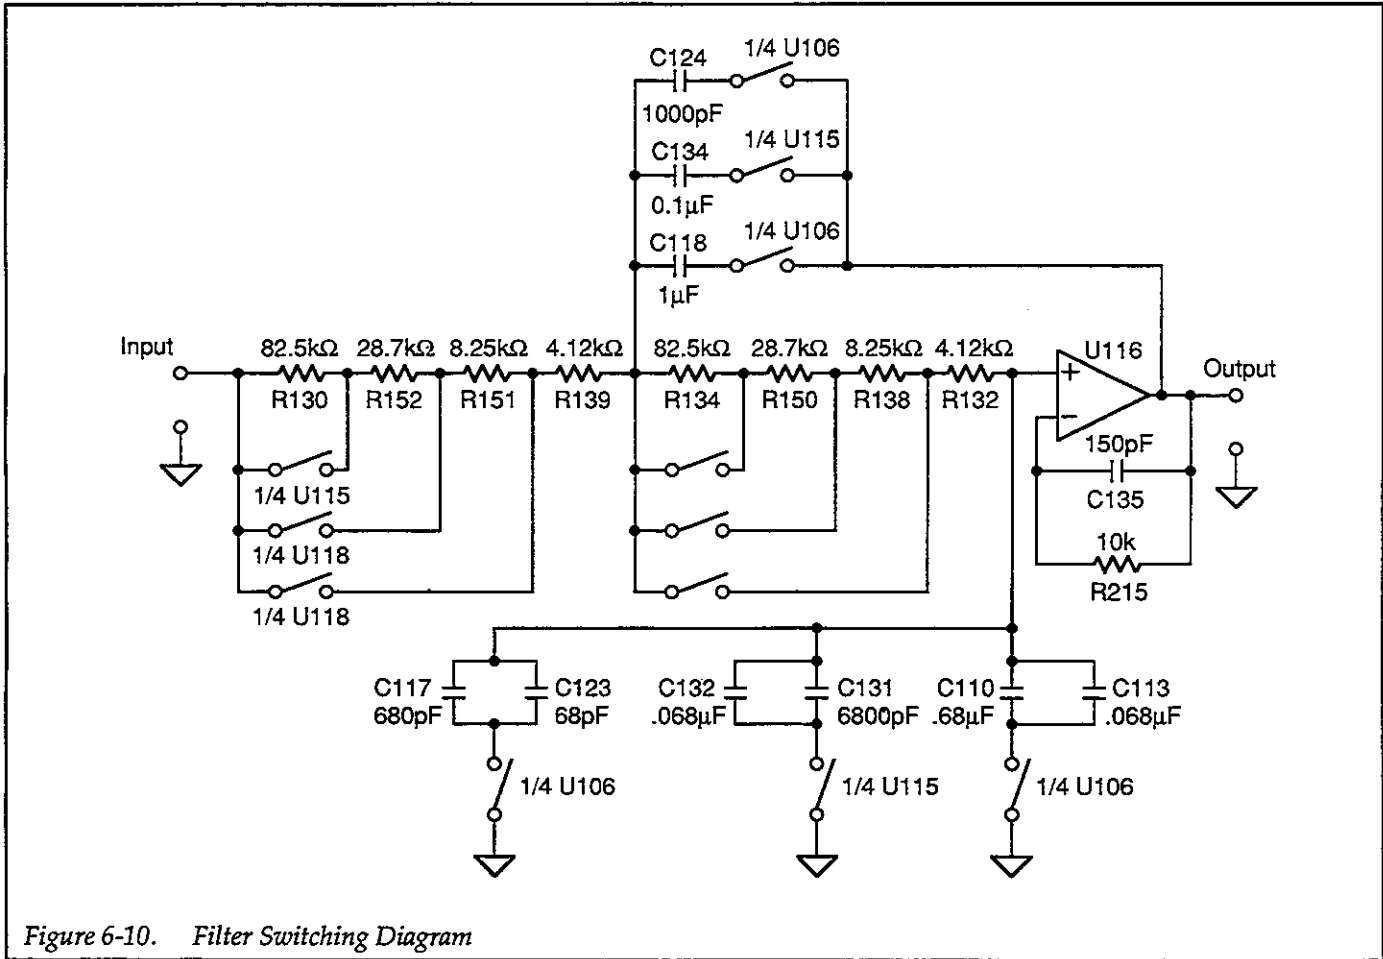 C124
1/4 U106
1000pF
C134
1/4 U115
0.1µF
C118
1/4 U106
1µF
Input
82.5kΩ 28.7kΩ 8.25kΩ 4.12kΩ 82.5kΩ 28.7kΩ 8.25kΩ 4.12kΩ
U116
Output
R130 R152 R151 R139 R134 R150 R138 R132
+
−
150pF
C135
1/4 U115
1/4 U118
1/4 U118
10k
R215
C117
680pF
C123
68pF
C132
.068µF
C131
6800pF
C110
.68µF
C113
.068µF
1/4 U106
1/4 U115
1/4 U106
Figure 6-10. Filter Switching Diagram